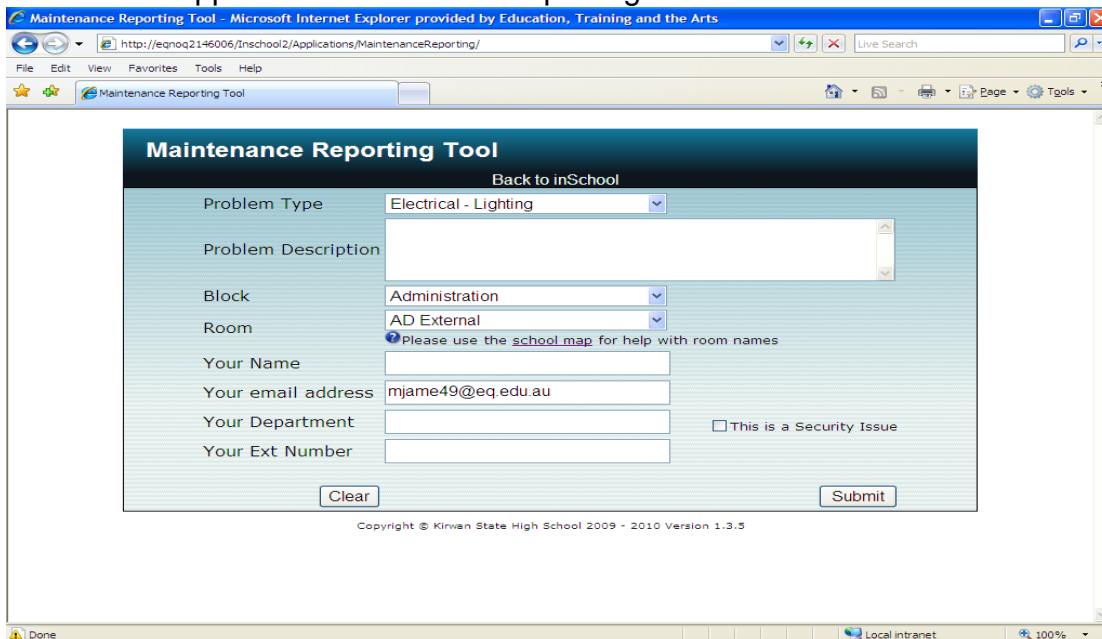 Maintenance Reporting Tool - Microsoft Internet Explorer provided by Education, Training and the Arts
http://eqnoq2146006/Inschool2/Applications/MaintenanceReporting/
Live Search
File Edit View Favorites Tools Help
Maintenance Reporting Tool
Page Tools
Maintenance Reporting Tool
Back to inSchool
Problem Type Electrical - Lighting
Problem Description
Block Administration
Room AD External
Please use the school map for help with room names
Your Name
Your email address mjame49@eq.edu.au
Your Department
This is a Security Issue
Your Ext Number
Clear Submit
Copyright © Kirwan State High School 2009 - 2010 Version 1.3.5
Done Local intranet 100%